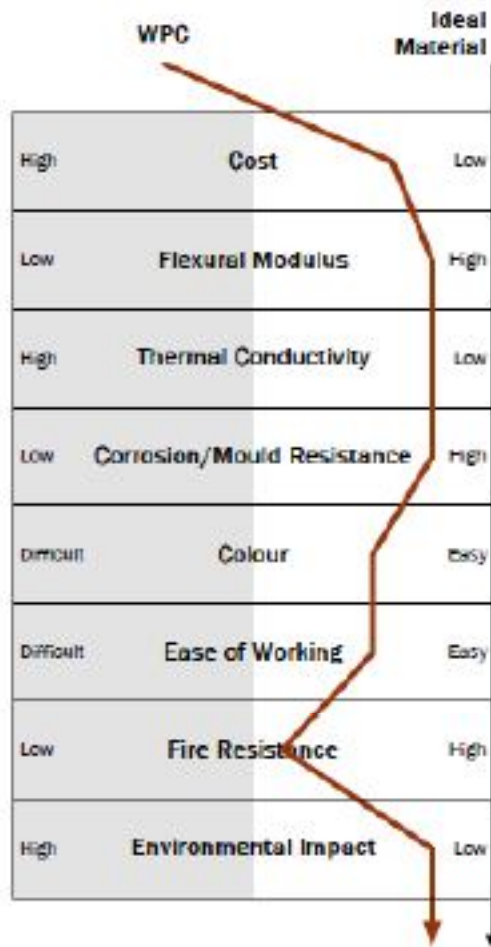 WPC
Ideal
Material
High Cost Low
Low Flexural Modulus High
High Thermal Conductivity Low
Low Corrosion/Mould Resistance High
Difficult Colour Easy
Difficult Ease of Working Easy
Low Fire Resistance High
High Environmental Impact Low